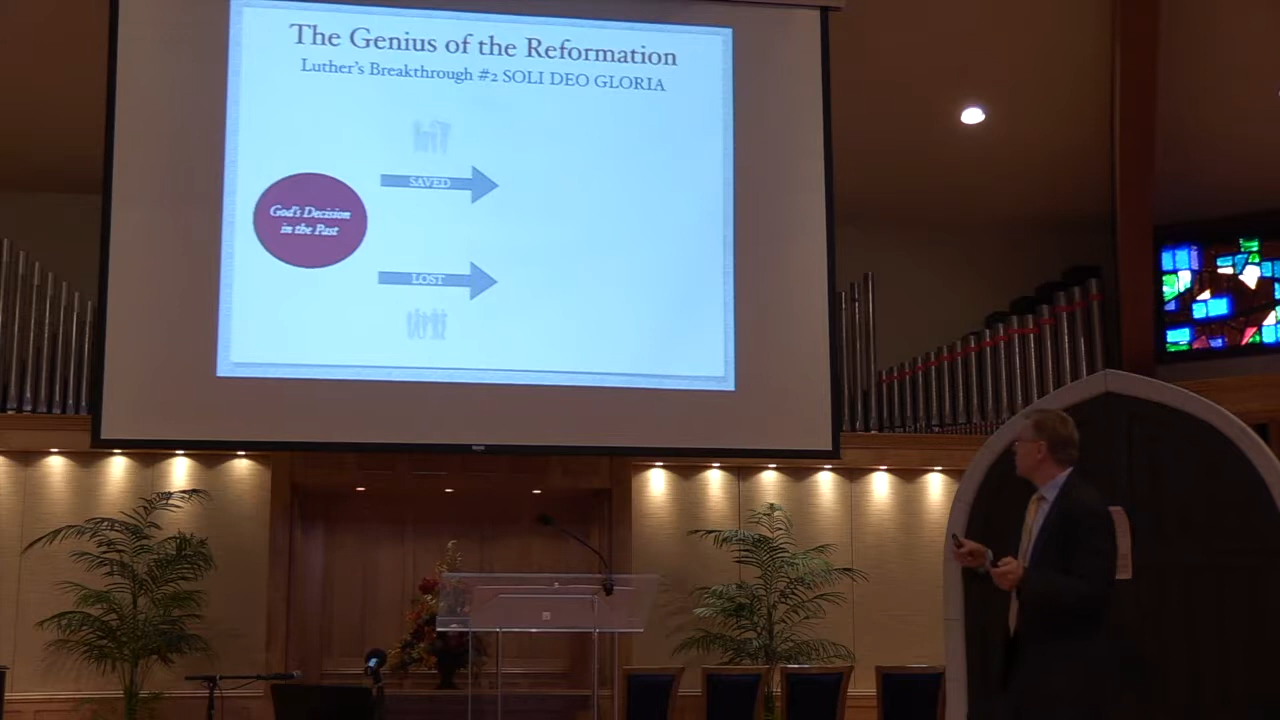 The Genius of the Reformation
Luther's Breakthrough #2 SOLI DEO GLORIA
SAVED
God's Decision
in the Past
LOST